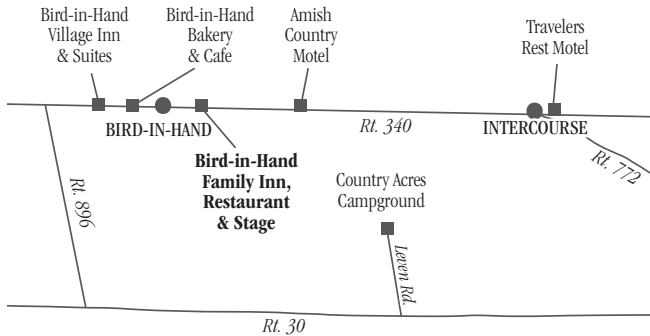 Bird-in-Hand
Village Inn
& Suites
Bird-in-Hand
Bakery
& Cafe
Amish
Country
Motel
Travelers
Rest Motel
BIRD-IN-HAND
Rt. 340
INTERCOURSE
Rt. 772
Rt. 896
Bird-in-Hand
Family Inn,
Restaurant
& Stage
Country Acres
Campground
Leven Rd.
Rt. 30